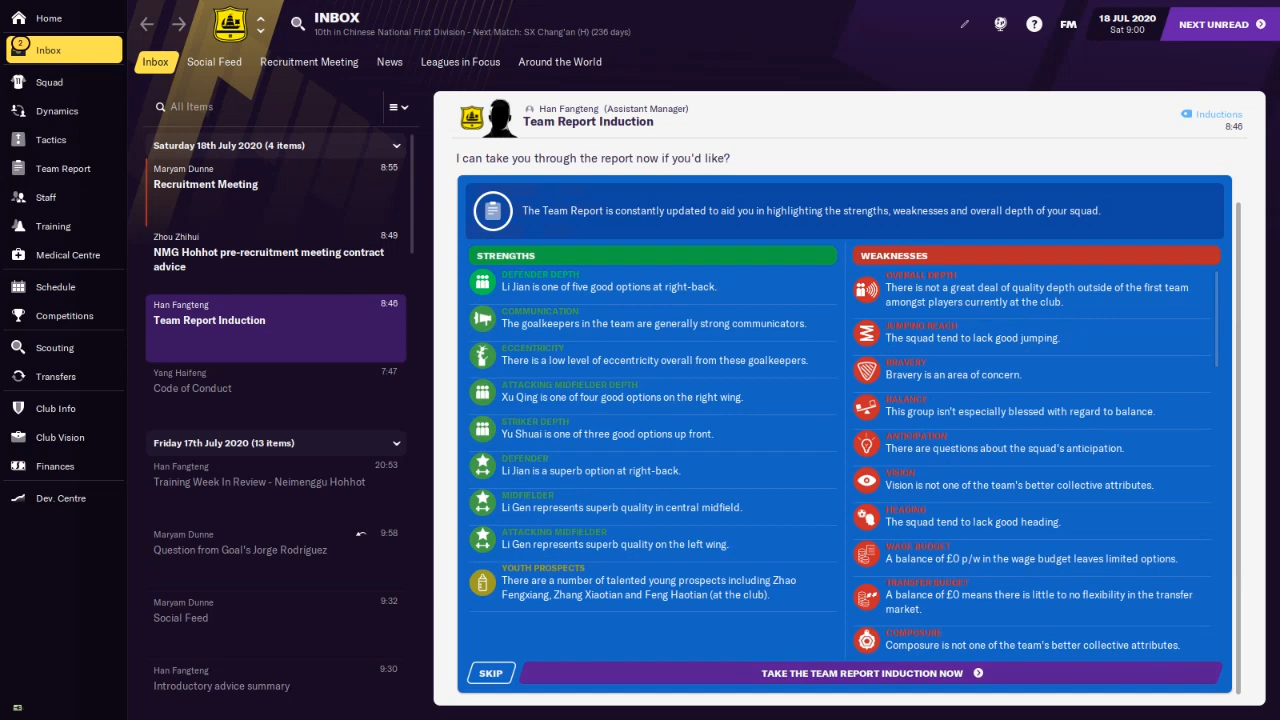 Home
2
Inbox
Squad
Dynamics
Tactics
Team Report
Staff
Training
Medical Centre
Schedule
Competitions
Scouting
Transfers
Club Info
Club Vision
Finances
Dev. Centre
INBOX
10th in Chinese National First Division - Next Match: SX Chang'an (H) (236 days)
FM
18 JUL 2020
Sat 9:00
NEXT UNREAD
Inbox
Social Feed
Recruitment Meeting
News
Leagues in Focus
Around the World
All Items
Saturday 18th July 2020 (4 items)
Maryam Dunne 8:55
Recruitment Meeting
Zhou Zhihui 8:49
NMG Hohhot pre-recruitment meeting contract
advice
Han Fangteng 8:46
Team Report Induction
Yang Haifeng 7:47
Code of Conduct
Friday 17th July 2020 (13 items)
Han Fangteng 20:53
Training Week In Review - Neimenggu Hohhot
Maryam Dunne 9:58
Question from Goal's Jorge Rodríguez
Maryam Dunne 9:32
Social Feed
Han Fangteng 9:30
Introductory advice summary
Han Fangteng (Assistant Manager)
Team Report Induction
Inductions
8:46
I can take you through the report now if you'd like?
The Team Report is constantly updated to aid you in highlighting the strengths, weaknesses and overall depth of your squad.
STRENGTHS
DEFENDER DEPTH
Li Jian is one of five good options at right-back.
COMMUNICATION
The goalkeepers in the team are generally strong communicators.
ECCENTRICITY
There is a low level of eccentricity overall from these goalkeepers.
ATTACKING MIDFIELDER DEPTH
Xu Qing is one of four good options on the right wing.
STRIKER DEPTH
Yu Shuai is one of three good options up front.
DEFENDER
Li Jian is a superb option at right-back.
MIDFIELDER
Li Gen represents superb quality in central midfield.
ATTACKING MIDFIELDER
Li Gen represents superb quality on the left wing.
YOUTH PROSPECTS
There are a number of talented young prospects including Zhao
Fengxiang, Zhang Xiaotian and Feng Haotian (at the club).
WEAKNESSES
OVERALL DEPTH
There is not a great deal of quality depth outside of the first team
amongst players currently at the club.
JUMPING REACH
The squad tend to lack good jumping.
BRAVERY
Bravery is an area of concern.
BALANCE
This group isn't especially blessed with regard to balance.
ANTICIPATION
There are questions about the squad's anticipation.
VISION
Vision is not one of the team's better collective attributes.
HEADING
The squad tend to lack good heading.
WAGE BUDGET
A balance of £0 p/w in the wage budget leaves limited options.
TRANSFER BUDGET
A balance of £0 means there is little to no flexibility in the transfer
market.
COMPOSURE
Composure is not one of the team's better collective attributes.
SKIP
TAKE THE TEAM REPORT INDUCTION NOW